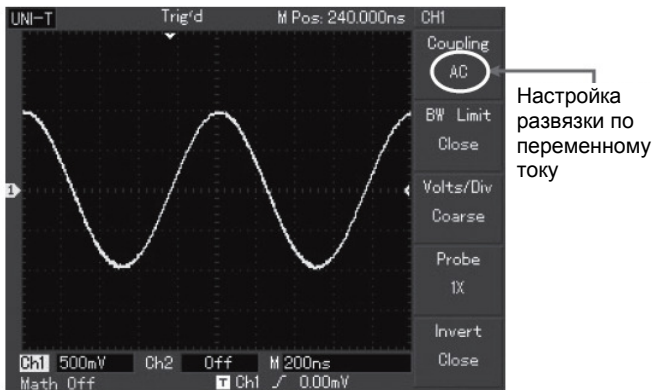 UNI-T Trig'd M Pos: 240.000ns CH1
Coupling
AC
BW Limit
Close
Volts/Div
Coarse
Probe
1X
Invert
Close
1
Ch1 500mV Ch2 Off M 200ns
Math Off T Ch1 / 0.00mV
Настройка
развязки по
переменному
току